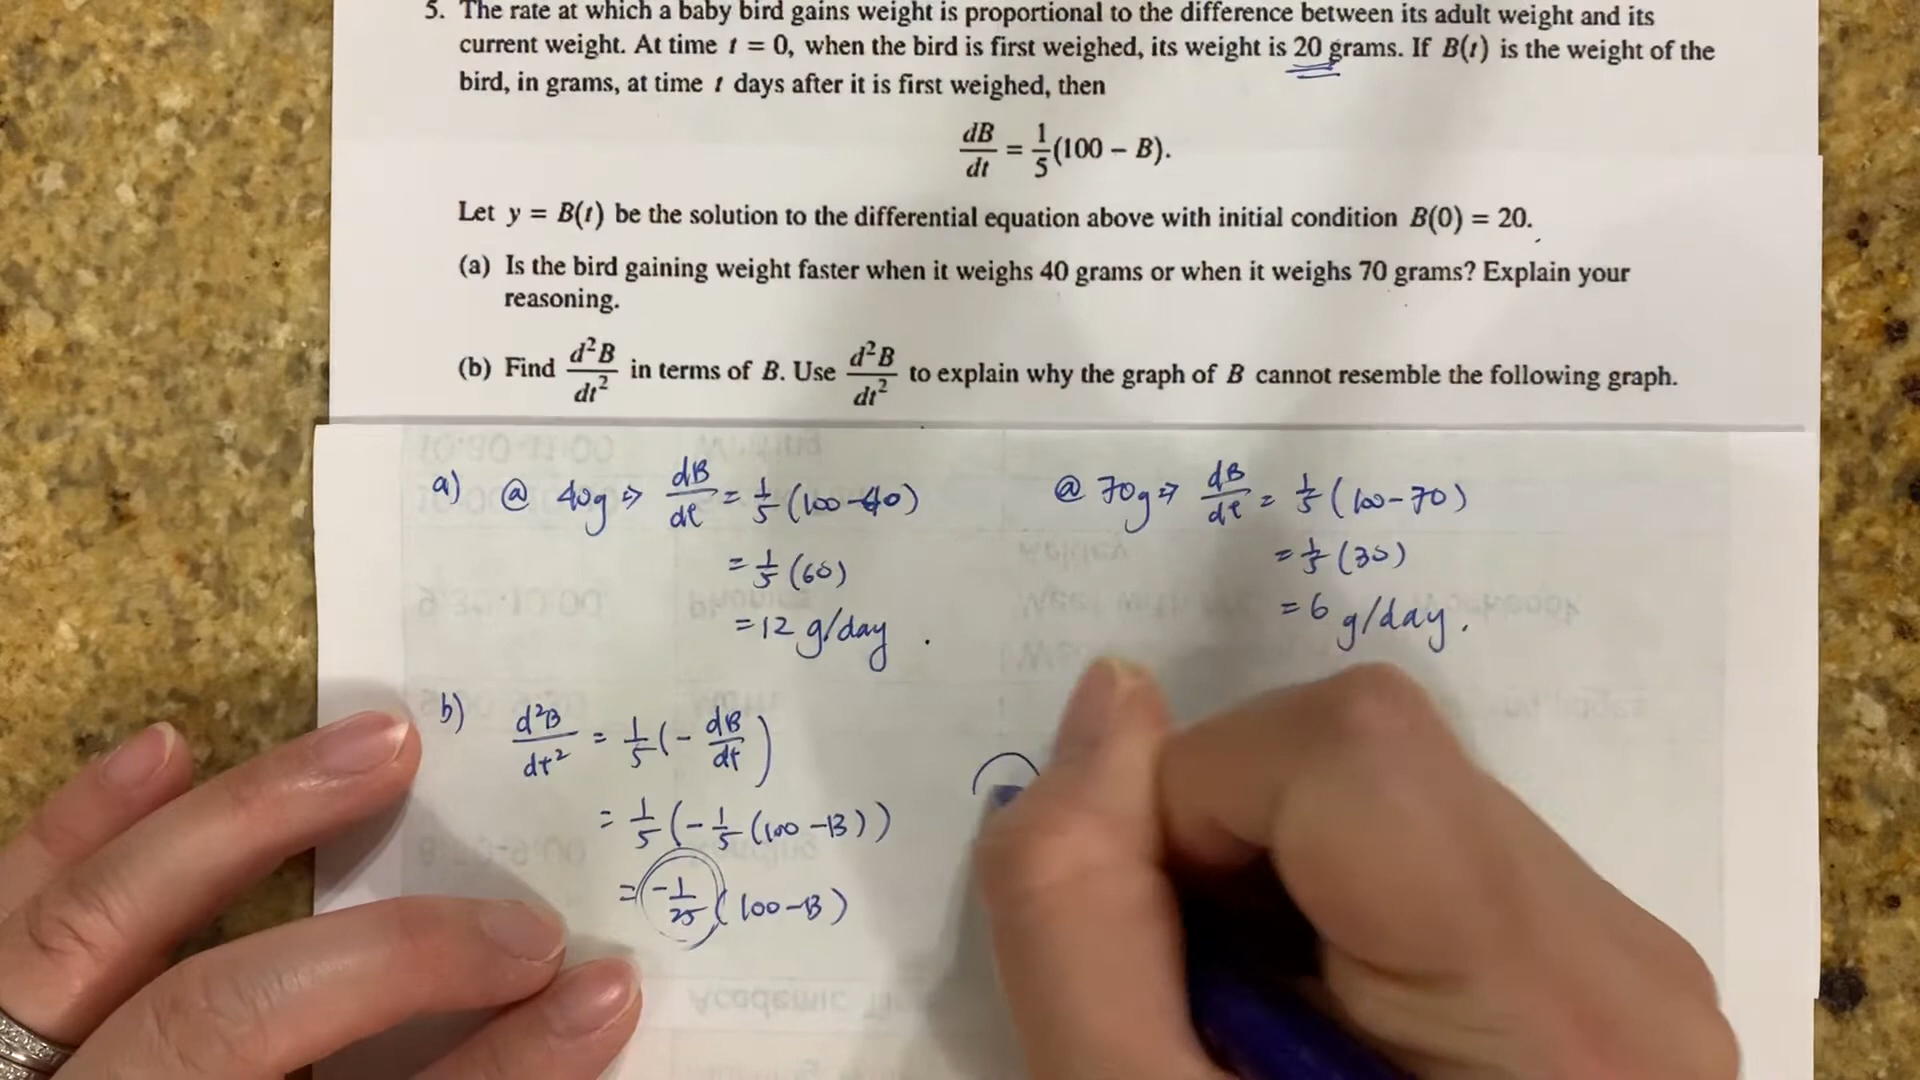 5. The rate at which a baby bird gains weight is proportional to the difference between its adult weight and its
current weight. At time t = 0, when the bird is first weighed, its weight is 20 grams. If B(t) is the weight of the
bird, in grams, at time t days after it is first weighed, then
dB/dt = 1/5(100 – B).
Let y = B(t) be the solution to the differential equation above with initial condition B(0) = 20.
(a) Is the bird gaining weight faster when it weighs 40 grams or when it weighs 70 grams? Explain your
reasoning.
(b) Find d²B/dt² in terms of B. Use d²B/dt² to explain why the graph of B cannot resemble the following graph.
a) @ 40g ⇒ dB/dt = 1/5 (100-40)
= 1/5 (60)
= 12 g/day .
@ 70g ⇒ dB/dt = 1/5 (100-70)
= 1/5 (30)
= 6 g/day.
b) d²B/dt² = 1/5 (- dB/dt)
= 1/5 (- 1/5 (100-B))
= -1/25 (100-B)